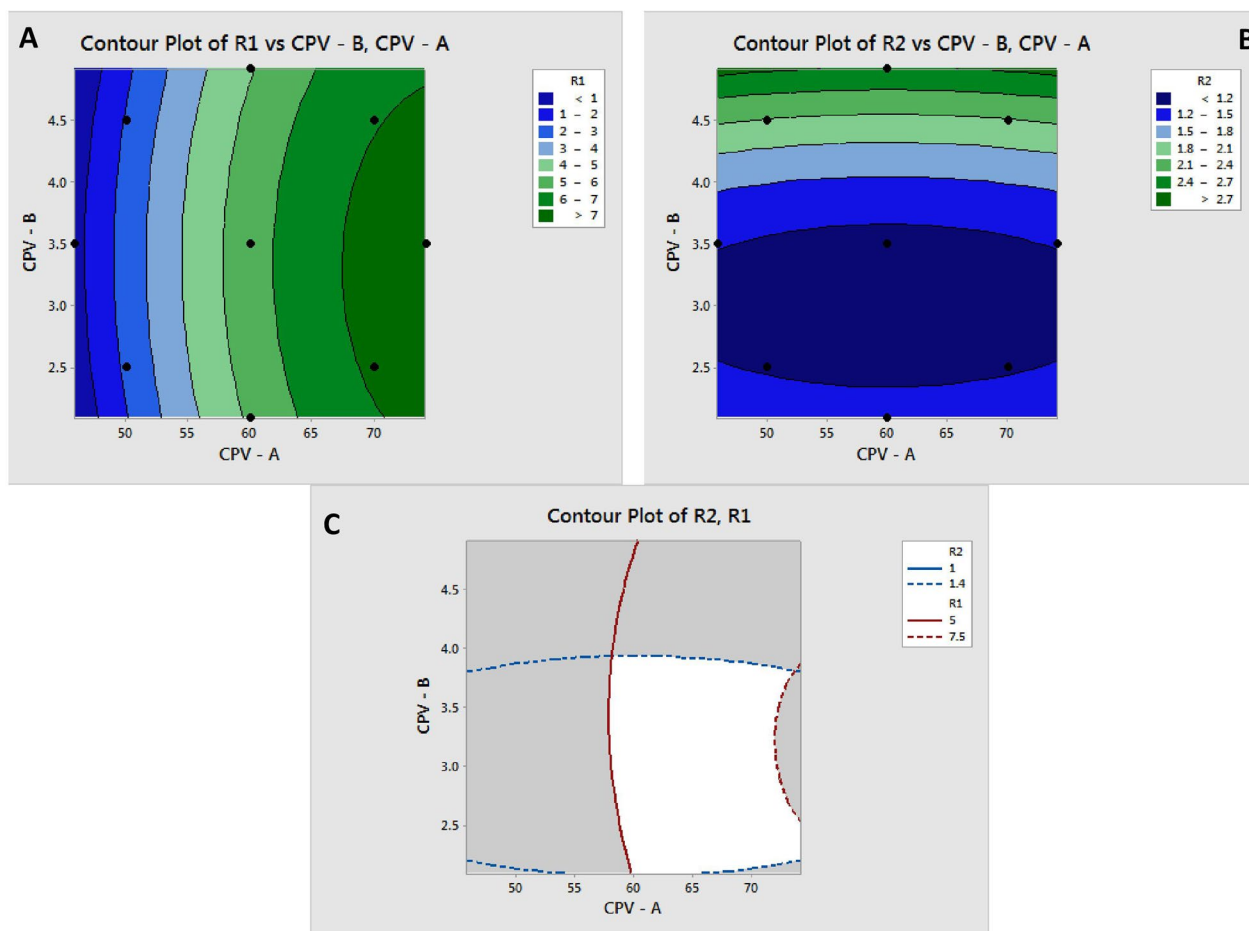 A
Contour Plot of R1 vs CPV - B, CPV - A
R1
< 1
1 – 2
2 – 3
3 – 4
4 – 5
5 – 6
6 – 7
> 7
CPV - B
4.5
4.0
3.5
3.0
2.5
50 55 60 65 70
CPV - A
B
Contour Plot of R2 vs CPV - B, CPV - A
R2
< 1.2
1.2 – 1.5
1.5 – 1.8
1.8 – 2.1
2.1 – 2.4
2.4 – 2.7
> 2.7
CPV - B
4.5
4.0
3.5
3.0
2.5
50 55 60 65 70
CPV - A
C
Contour Plot of R2, R1
R2
1
1.4
R1
5
7.5
CPV - B
4.5
4.0
3.5
3.0
2.5
50 55 60 65 70
CPV - A